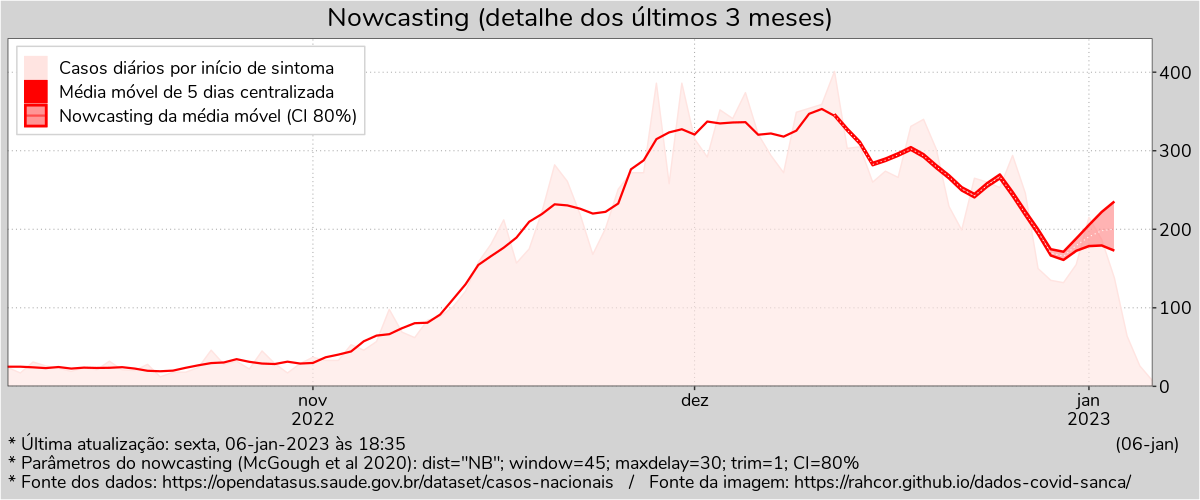 Nowcasting (detalhe dos últimos 3 meses)
Casos diários por início de sintoma
Média móvel de 5 dias centralizada
Nowcasting da média móvel (CI 80%)
400
300
200
100
0
nov
2022
dez
jan
2023
(06-jan)
* Última atualização: sexta, 06-jan-2023 às 18:35
* Parâmetros do nowcasting (McGough et al 2020): dist="NB"; window=45; maxdelay=30; trim=1; CI=80%
* Fonte dos dados: https://opendatasus.saude.gov.br/dataset/casos-nacionais / Fonte da imagem: https://rahcor.github.io/dados-covid-sanca/